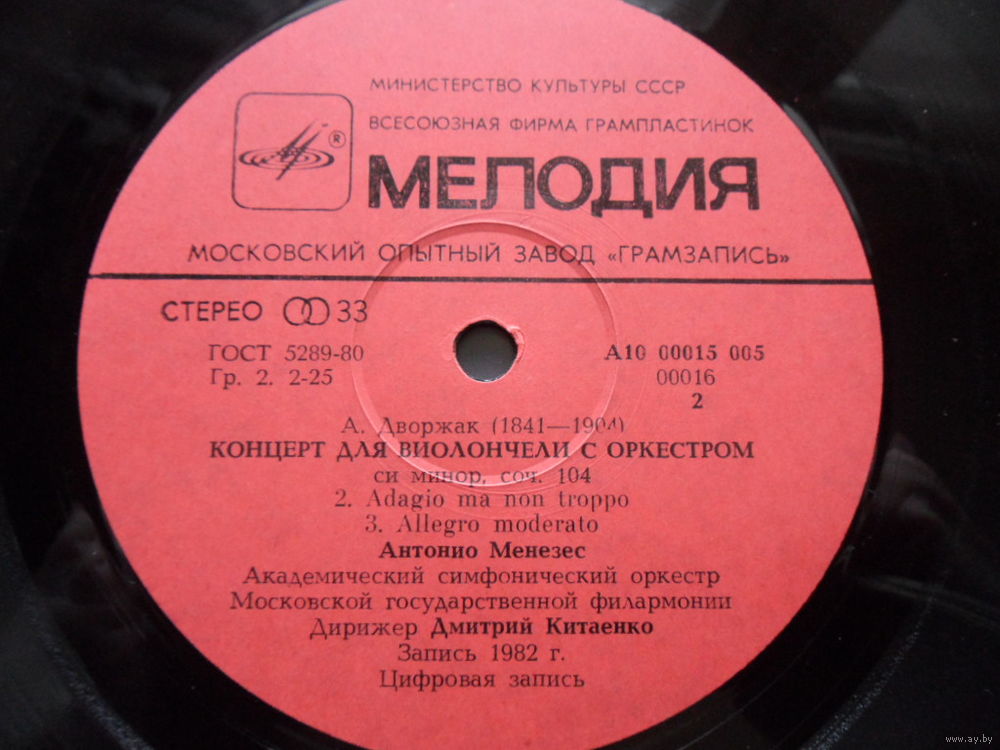 МИНИСТЕРСТВО КУЛЬТУРЫ СССР
ВСЕСОЮЗНАЯ ФИРМА ГРАМПЛАСТИНОК
®
МЕЛОДИЯ
МОСКОВСКИЙ ОПЫТНЫЙ ЗАВОД «ГРАМЗАПИСЬ»
СТЕРЕО 33
ГОСТ 5289-80 А10 00015 005
Гр. 2. 2-25 00016
2
А. Дворжак (1841—1904)
КОНЦЕРТ ДЛЯ ВИОЛОНЧЕЛИ С ОРКЕСТРОМ
си минор, соч. 104
2. Adagio ma non troppo
3. Allegro moderato
Антонио Менезес
Академический симфонический оркестр
Московской государственной филармонии
Дирижер Дмитрий Китаенко
Запись 1982 г.
Цифровая запись
www.ay.by